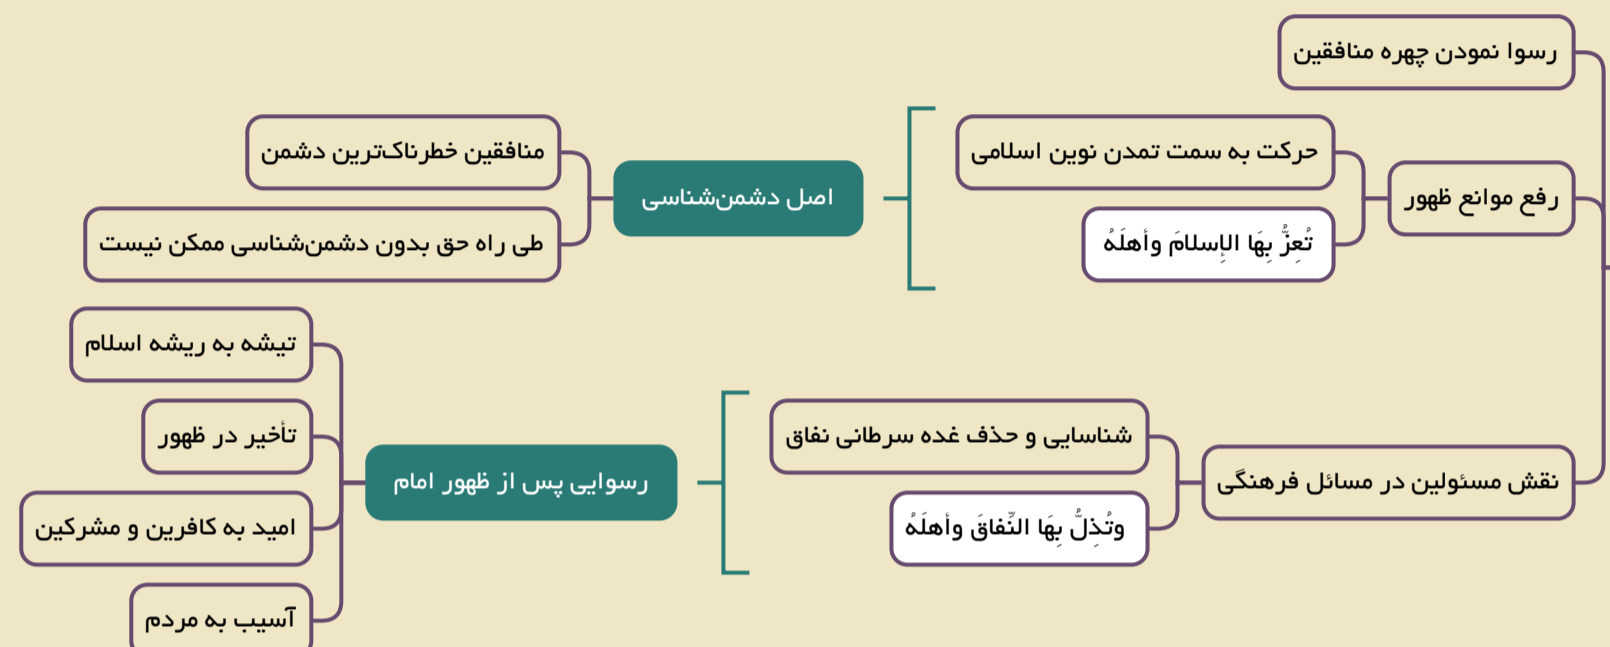 رسوا نمودن چهره منافقین
رفع موانع ظهور
حرکت به سمت تمدن نوین اسلامی
تُعِزُّ بِهَا الإِسلامَ وأهلَهُ
اصل دشمن‌شناسی
منافقین خطرناک‌ترین دشمن
طی راه حق بدون دشمن‌شناسی ممکن نیست
نقش مسئولین در مسائل فرهنگی
شناسایی و حذف غده سرطانی نفاق
وتُذِلُّ بِهَا النِّفاقَ وأهلَهُ
رسوایی پس از ظهور امام
تیشه به ریشه اسلام
تأخیر در ظهور
امید به کافرین و مشرکین
آسیب به مردم